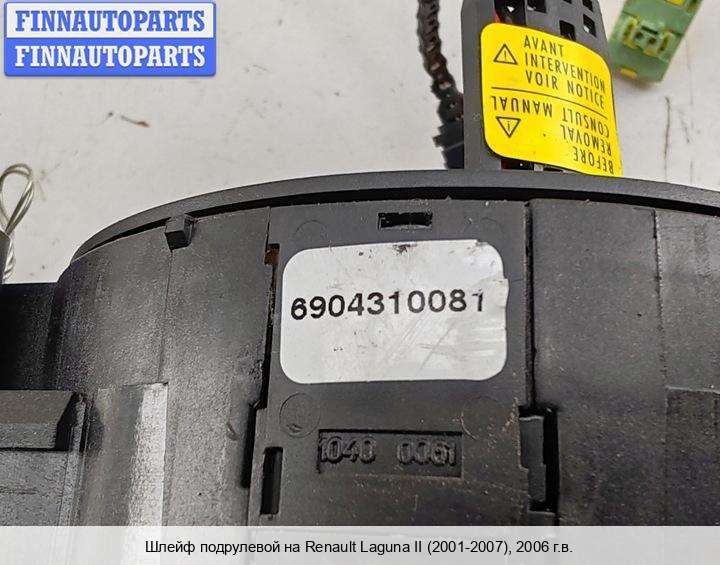 FINNAUTOPARTS
FINNAUTOPARTS
AVANT
INTERVENTION
VOIR NOTICE
BEFORE
REMOVAL
CONSULT MANUAL
6904310081
1040 0061
Шлейф подрулевой на Renault Laguna II (2001-2007), 2006 г.в.